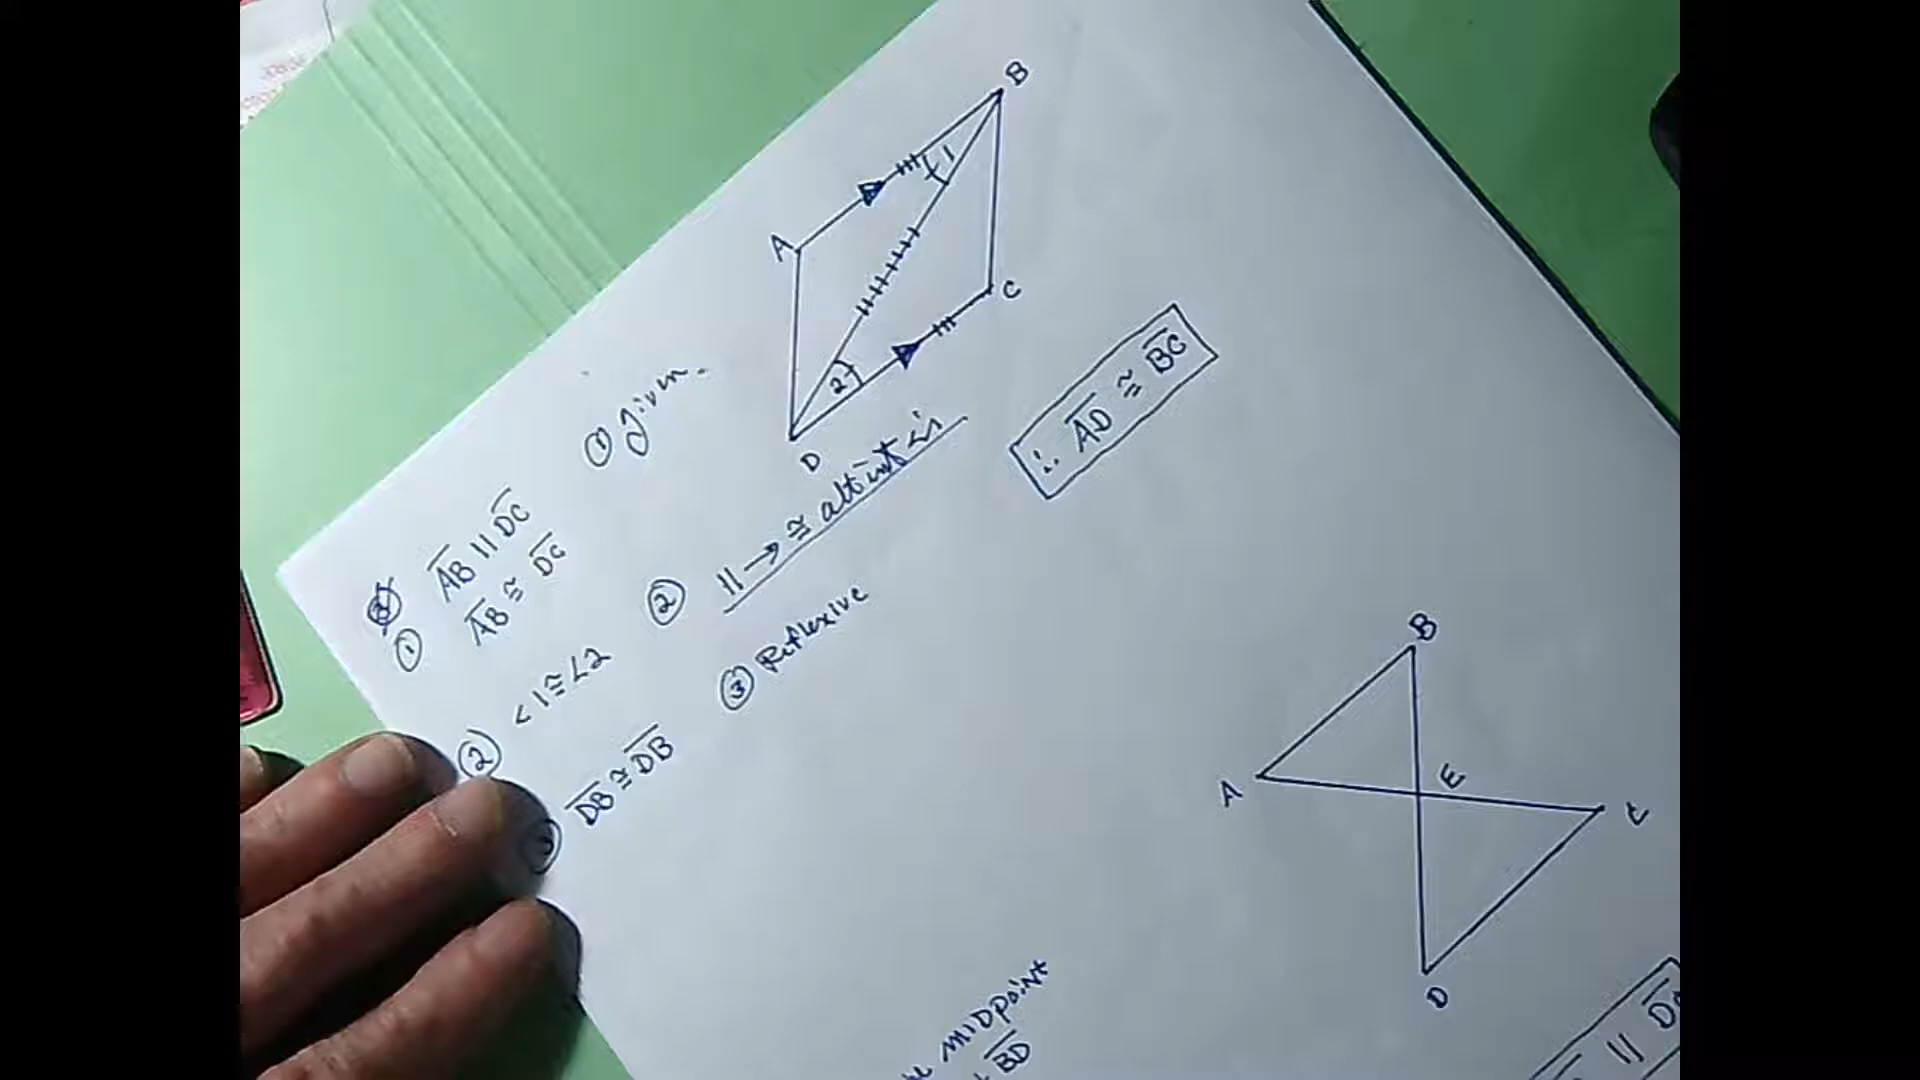 B
1
A
C
2
D
① given.
∴ AD ≅ BC
3
① AB || DC
AB ≅ DC
② || → ≅ alt int <s
② <1 ≅ <2
③ Reflexive
③ DB ≅ DB
B
A
E
C
D
MIDPOINT
BD
||